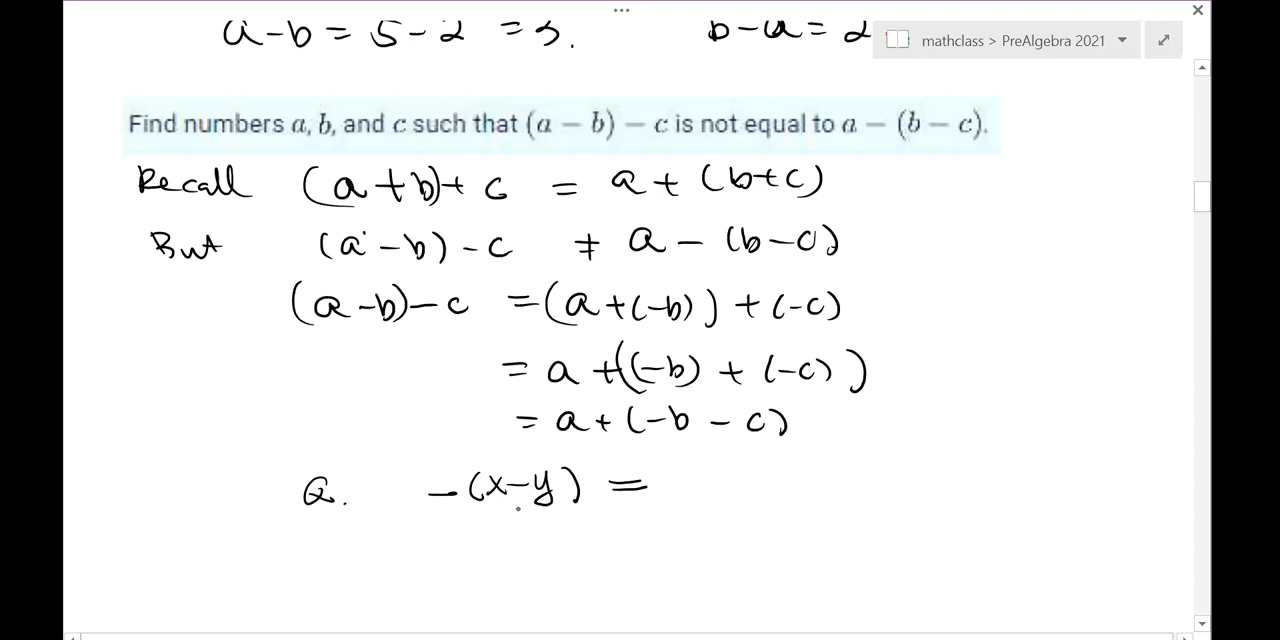 a - b = 5 - 2 = 3.
b - a = 2
mathclass > PreAlgebra 2021
Find numbers a, b, and c such that (a − b) − c is not equal to a − (b − c).
Recall (a + b) + c = a + (b + c)
But (a - b) - c ≠ a - (b - c)
(a - b) - c = (a + (-b)) + (-c)
= a + ((-b) + (-c))
= a + (-b - c)
Q. -(x - y) =